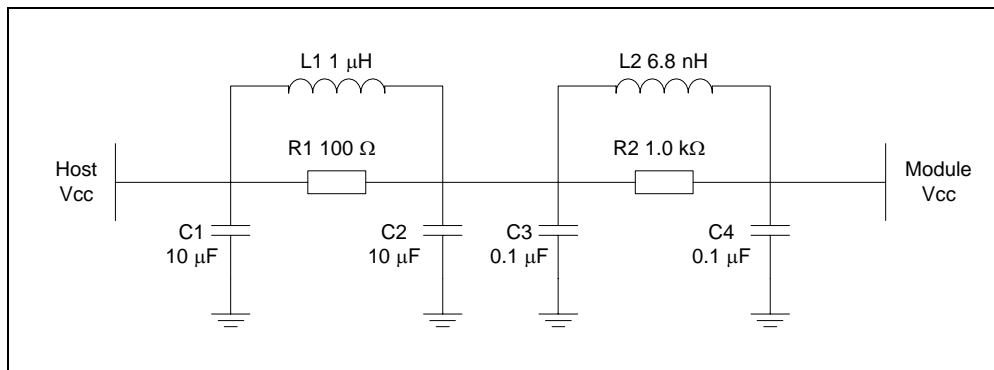 L1 1 μH
L2 6.8 nH
R1 100 Ω
R2 1.0 kΩ
Host
Vcc
Module
Vcc
C1
10 μF
C2
10 μF
C3
0.1 μF
C4
0.1 μF